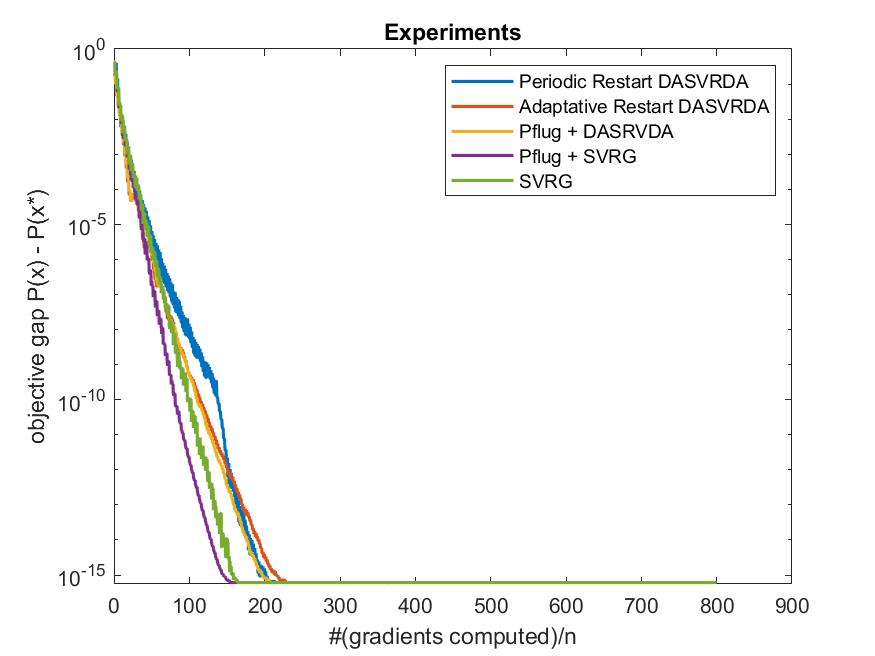 Experiments
10^0
10^-5
10^-10
10^-15
objective gap P(x) - P(x*)
Periodic Restart DASVRDA
Adaptative Restart DASVRDA
Pflug + DASRVDA
Pflug + SVRG
SVRG
0 100 200 300 400 500 600 700 800 900
#(gradients computed)/n